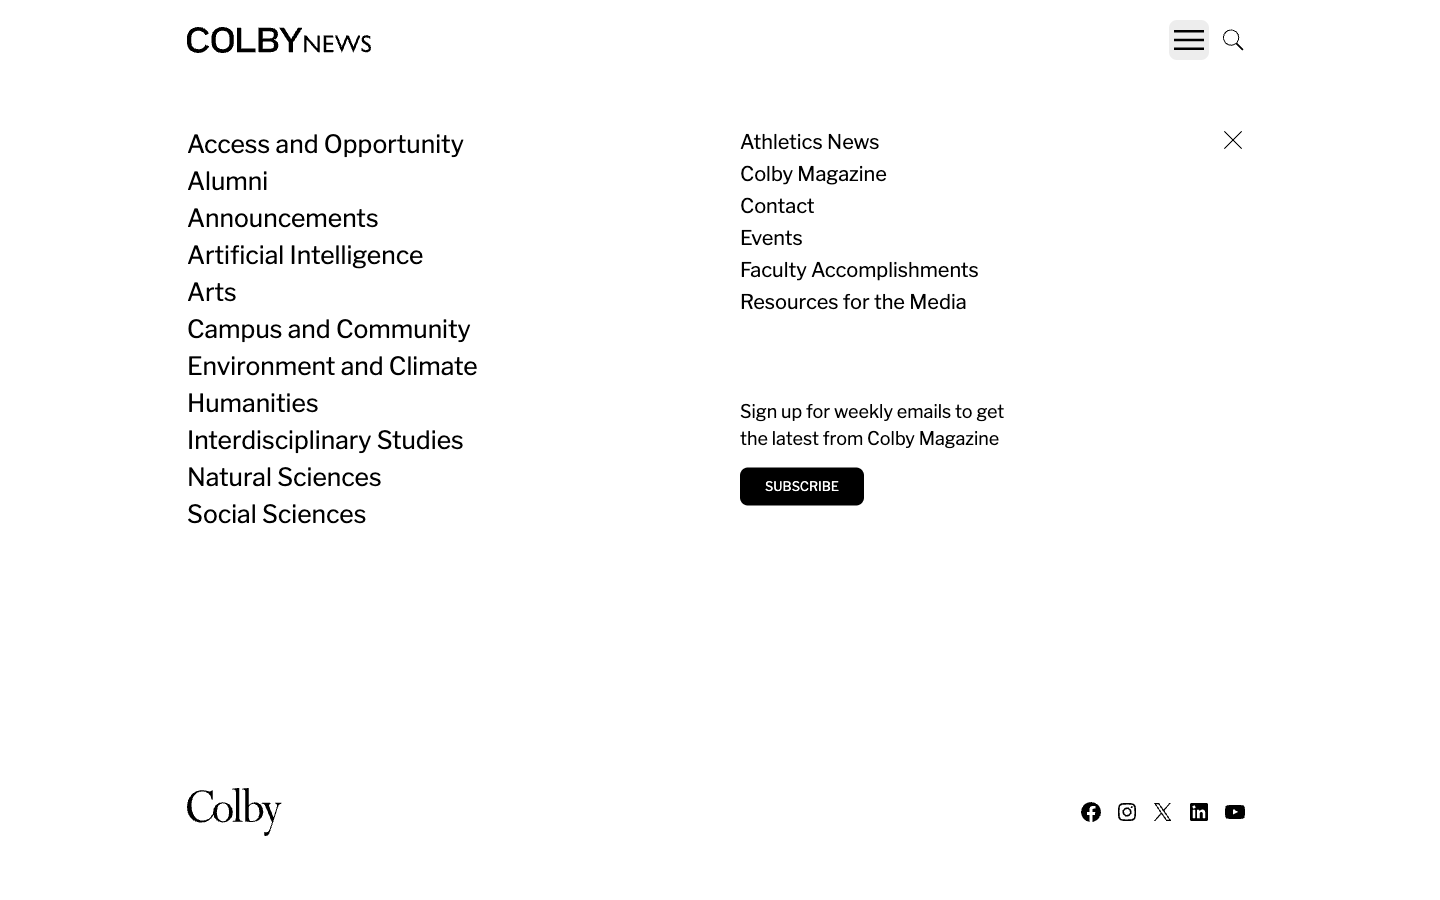 COLBYNEWS
Access and Opportunity
Alumni
Announcements
Artificial Intelligence
Arts
Campus and Community
Environment and Climate
Humanities
Interdisciplinary Studies
Natural Sciences
Social Sciences
Athletics News
Colby Magazine
Contact
Events
Faculty Accomplishments
Resources for the Media
Sign up for weekly emails to get
the latest from Colby Magazine
SUBSCRIBE
Colby